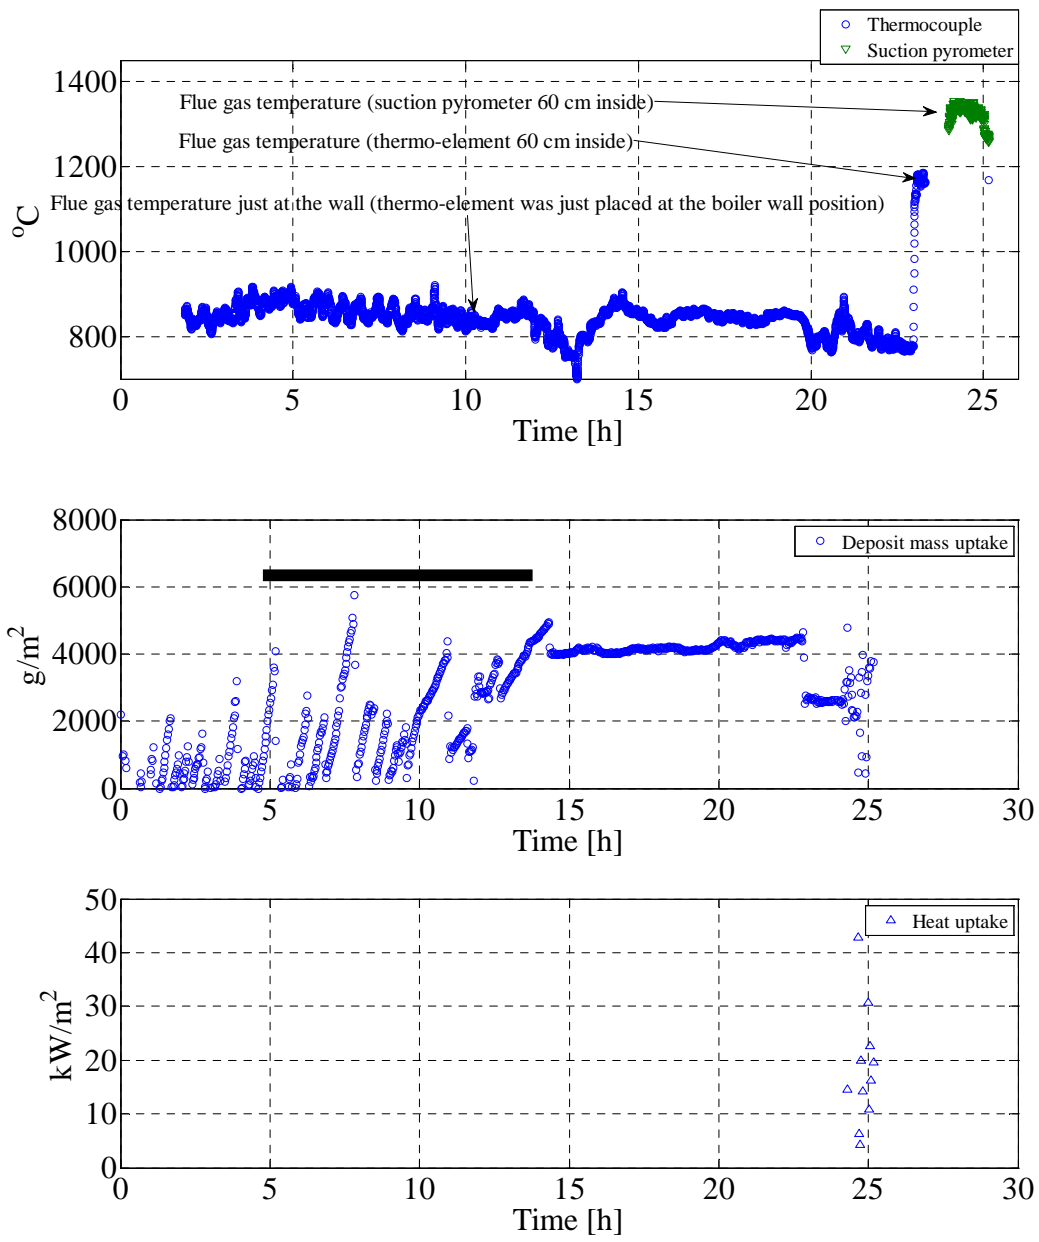 Thermocouple
Suction pyrometer
1400
Flue gas temperature (suction pyrometer 60 cm inside)
Flue gas temperature (thermo-element 60 cm inside)
1200
Flue gas temperature just at the wall (thermo-element was just placed at the boiler wall position)
oC
1000
800
0 5 10 15 20 25
Time [h]
8000
Deposit mass uptake
6000
g/m2
4000
2000
0
0 5 10 15 20 25 30
Time [h]
50
Heat uptake
40
kW/m2
30
20
10
0
0 5 10 15 20 25 30
Time [h]